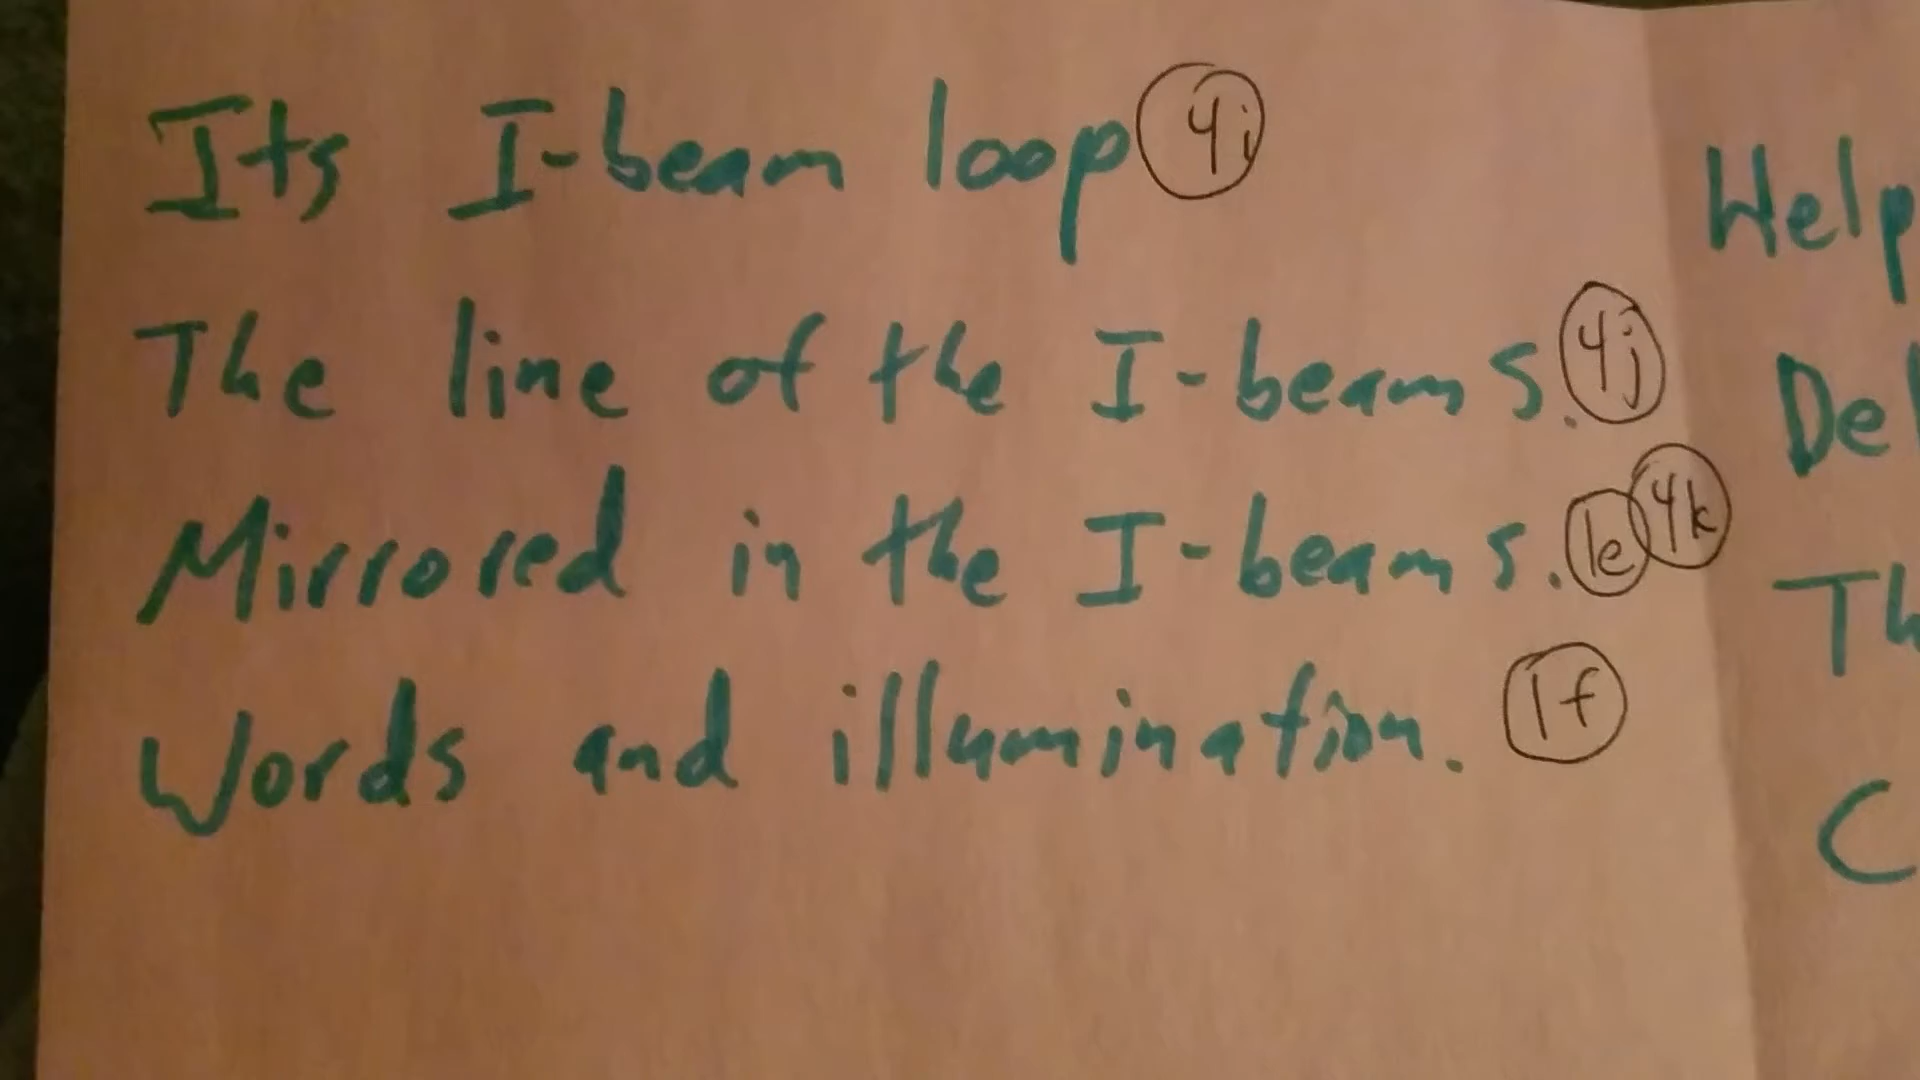 Its I-beam loop 4i
The line of the I-beams. 4j
Mirrored in the I-beams. 1e 4k
Words and illumination. 1f
Help
De
Th
C